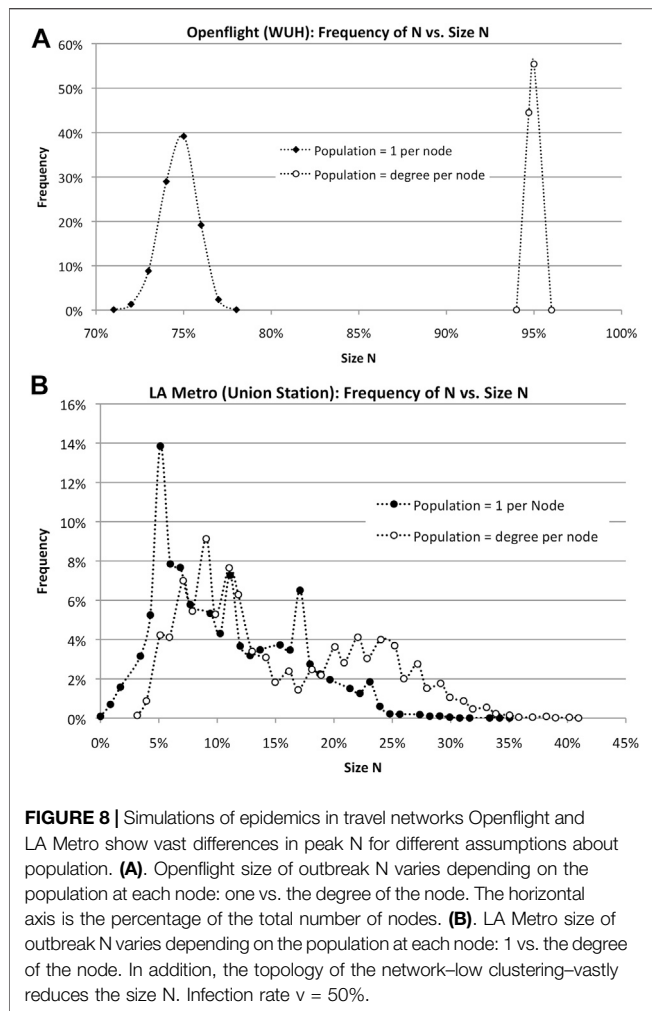 A
Openflight (WUH): Frequency of N vs. Size N
60%
50%
40%
30%
20%
10%
0%
Frequency
Population = 1 per node
Population = degree per node
70%
75%
80%
85%
90%
95%
100%
Size N
B
LA Metro (Union Station): Frequency of N vs. Size N
16%
14%
12%
10%
8%
6%
4%
2%
0%
Frequency
Population = 1 per Node
Population = degree per node
0%
5%
10%
15%
20%
25%
30%
35%
40%
45%
Size N
FIGURE 8 | Simulations of epidemics in travel networks Openflight and
LA Metro show vast differences in peak N for different assumptions about
population. (A). Openflight size of outbreak N varies depending on the
population at each node: one vs. the degree of the node. The horizontal
axis is the percentage of the total number of nodes. (B). LA Metro size of
outbreak N varies depending on the population at each node: 1 vs. the degree
of the node. In addition, the topology of the network–low clustering–vastly
reduces the size N. Infection rate v = 50%.